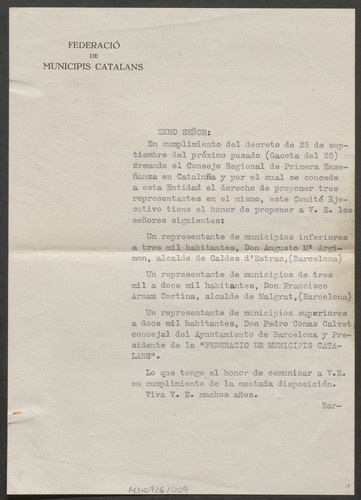 FEDERACIÓ
DE
MUNICIPIS CATALANS
EXMO SEÑOR:
En cumplimiento del decreto de 25 de sep-
tiembre del próximo pasado (Gaceta del 25)
creando el Consejo Regional de Primera Ense-
ñanza en Cataluña y por el cual se concede
a esta Entidad el derecho de proponer tres
representantes en el mismo, este Comité Eje-
cutivo tiene el honor de proponer a V. E. los
señores siguientes:
Un representante de municipios inferiores
a tres mil habitantes, Don Augusto Mª Argi-
mon, alcalde de Caldes d'Estrac,(Barcelona)
Un representante de municipios de tres
mil a doce mil habitantes, Don Francisco
Arnan Cortina, alcalde de Malgrat,(Barcelona)
Un representante de municipios superiores
a doce mil habitantes, Don Pedro Comas Calvet
concejal del Ayuntamiento de Barcelona y Pre-
sidente de la "FEDERACIO DE MUNICIPIS CATA-
LANS".
Lo que tengo el honor de comunicar a V.E.
en cumplimiento de la mentada disposición.
Viva V. E. muchos años.
Bar-